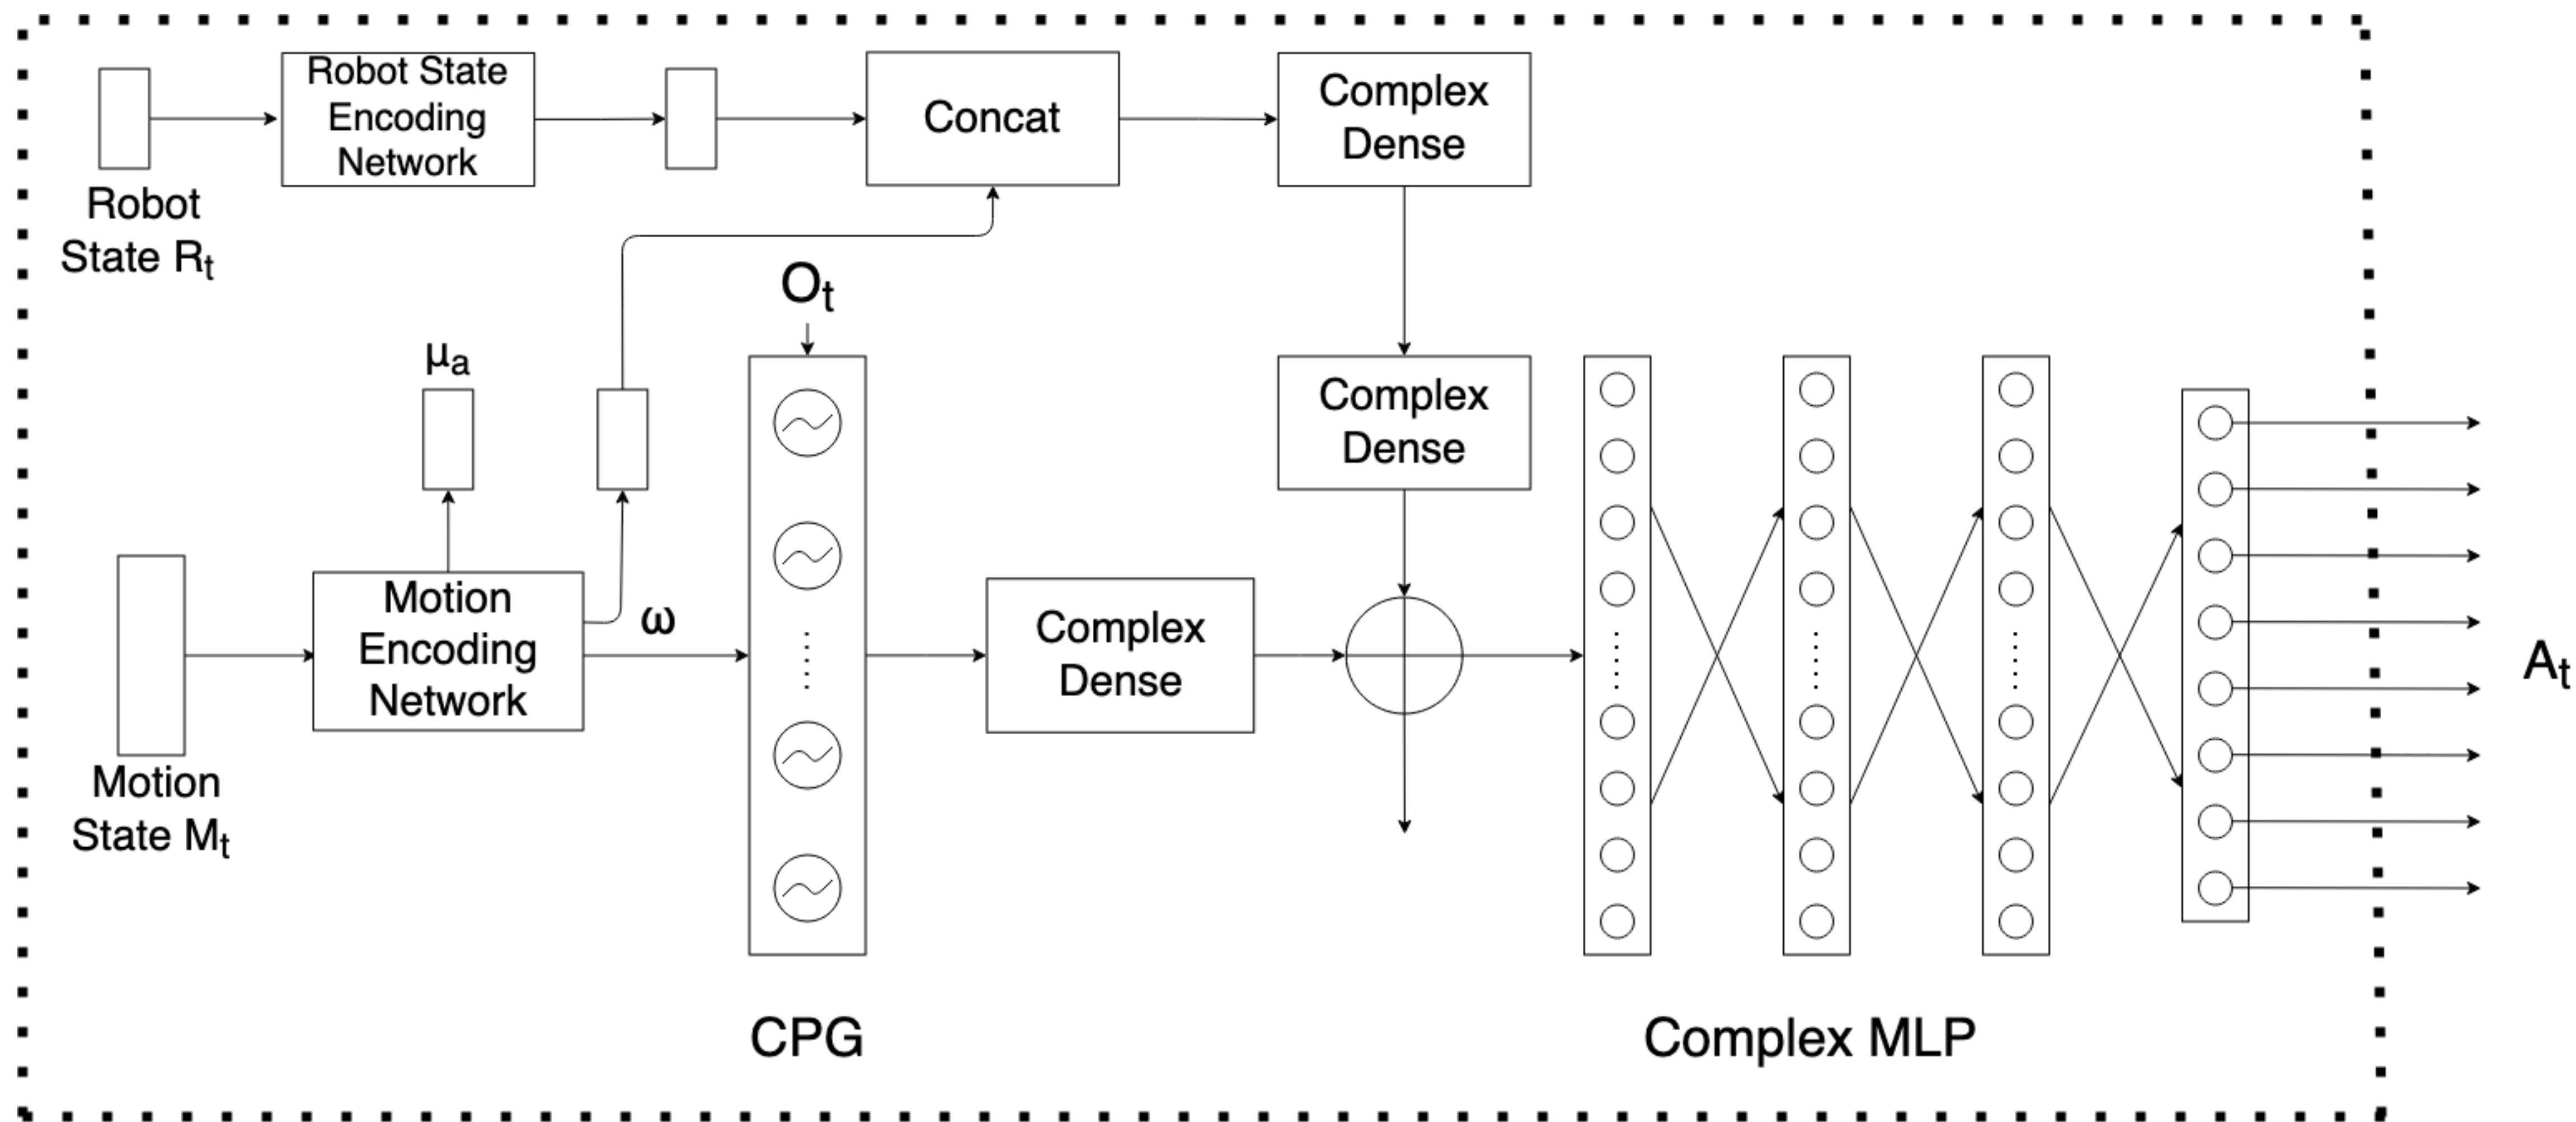 Robot State
Encoding
Network
Concat
Complex
Dense
Robot
State Rt
Ot
μa
Complex
Dense
Motion
Encoding
Network
ω
Complex
Dense
At
Motion
State Mt
CPG
Complex MLP